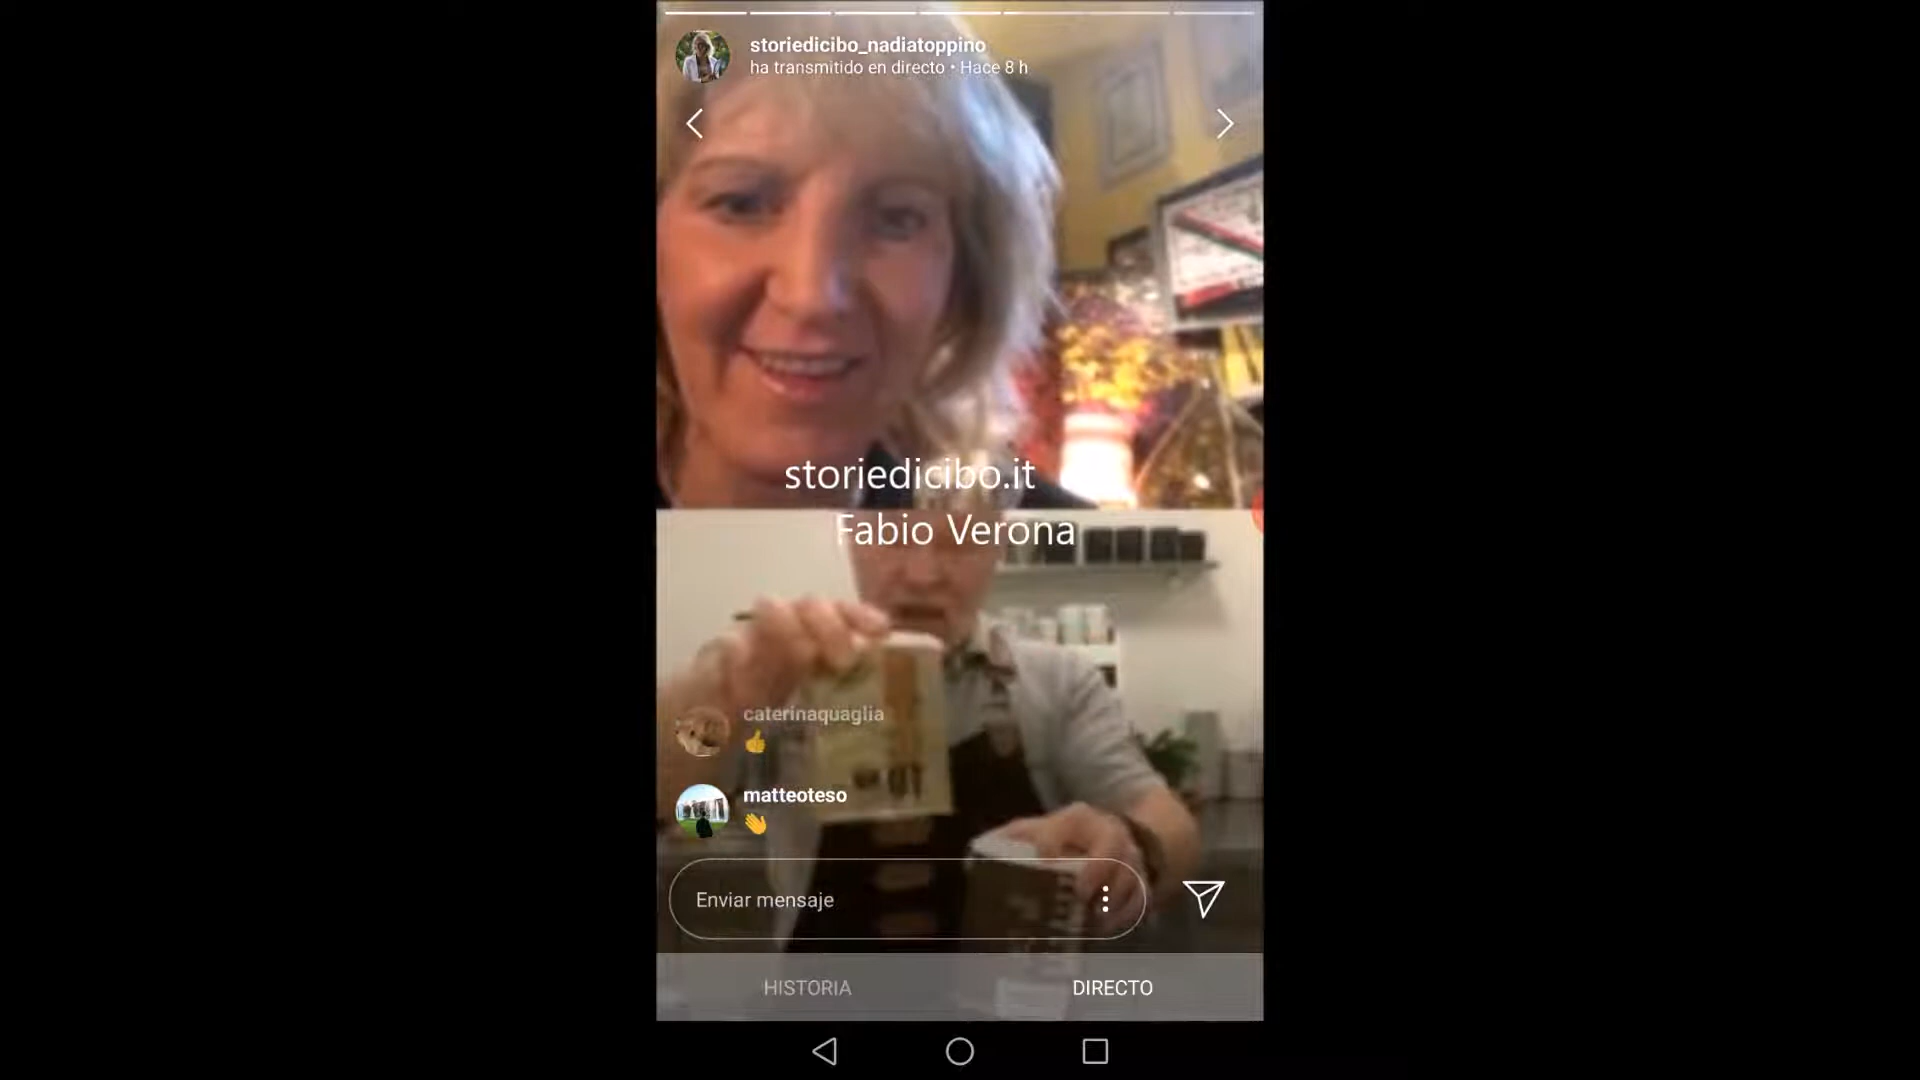 storiedicibo_nadiatoppino
ha transmitido en directo • Hace 8 h
storiedicibo.it
Fabio Verona
caterinaquaglia
👍
matteoteso
👋
Enviar mensaje
HISTORIA
DIRECTO